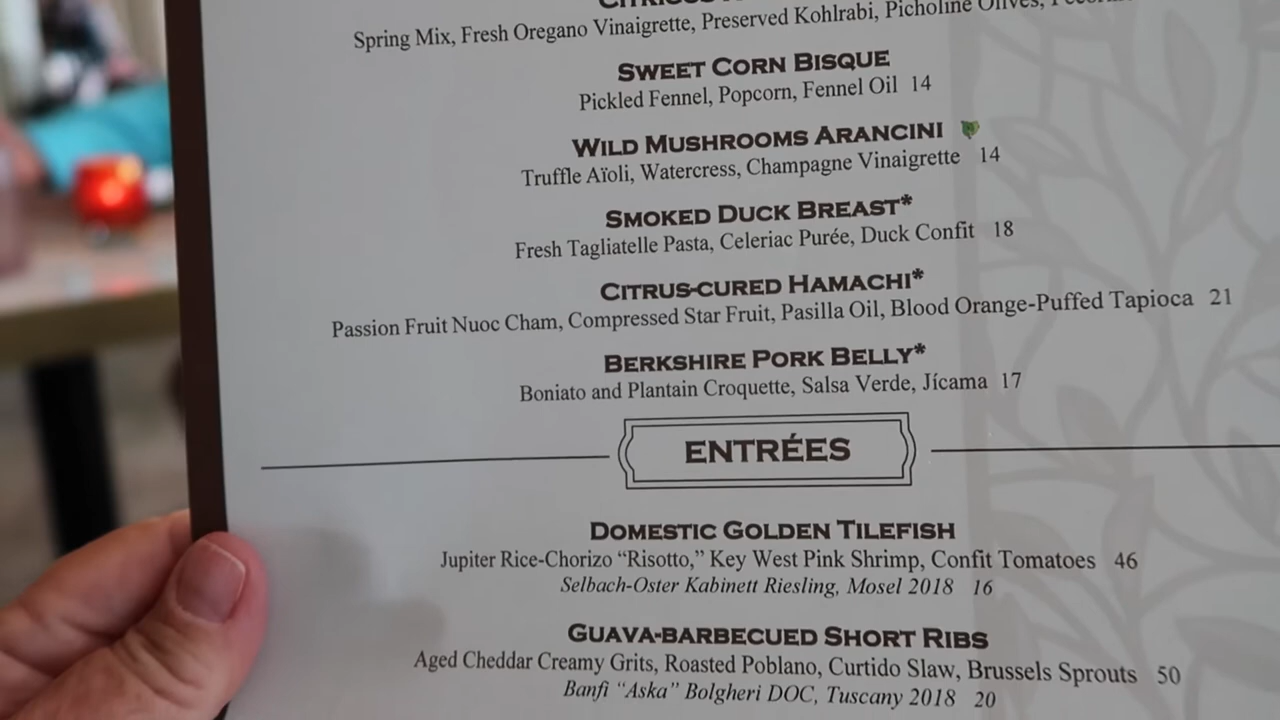 Spring Mix, Fresh Oregano Vinaigrette, Preserved Kohlrabi, Picholine Olives,
SWEET CORN BISQUE
Pickled Fennel, Popcorn, Fennel Oil 14
WILD MUSHROOMS ARANCINI
Truffle Aïoli, Watercress, Champagne Vinaigrette 14
SMOKED DUCK BREAST*
Fresh Tagliatelle Pasta, Celeriac Purée, Duck Confit 18
CITRUS-CURED HAMACHI*
Passion Fruit Nuoc Cham, Compressed Star Fruit, Pasilla Oil, Blood Orange-Puffed Tapioca 21
BERKSHIRE PORK BELLY*
Boniato and Plantain Croquette, Salsa Verde, Jícama 17
ENTRÉES
DOMESTIC GOLDEN TILEFISH
Jupiter Rice-Chorizo “Risotto,” Key West Pink Shrimp, Confit Tomatoes 46
Selbach-Oster Kabinett Riesling, Mosel 2018 16
GUAVA-BARBECUED SHORT RIBS
Aged Cheddar Creamy Grits, Roasted Poblano, Curtido Slaw, Brussels Sprouts 50
Banfi “Aska” Bolgheri DOC, Tuscany 2018 20